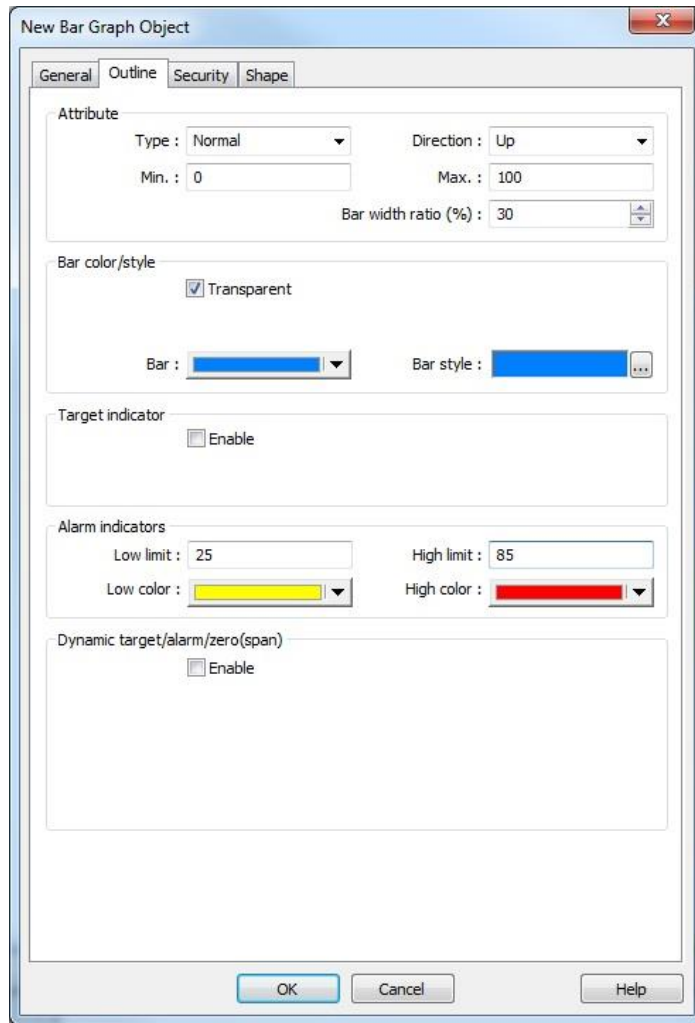 New Bar Graph Object
General Outline Security Shape
Attribute
Type : Normal Direction : Up
Min. : 0 Max. : 100
Bar width ratio (%) : 30
Bar color/style
Transparent
Bar : Bar style : ...
Target indicator
Enable
Alarm indicators
Low limit : 25 High limit : 85
Low color : High color :
Dynamic target/alarm/zero(span)
Enable
OK Cancel Help